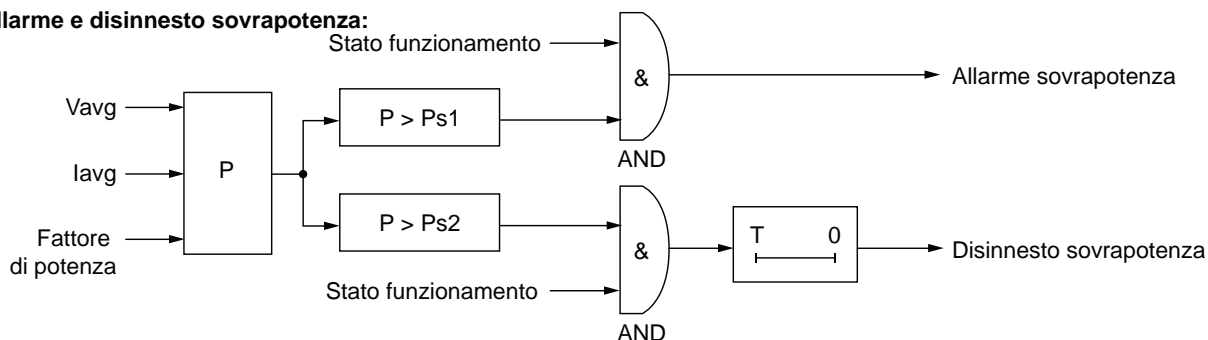 llarme e disinnesto sovrapotenza:
Stato funzionamento
&
Allarme sovrapotenza
Vavg
P > Ps1
AND
Iavg
P
P > Ps2
T 0
Fattore
di potenza
&
Disinnesto sovrapotenza
Stato funzionamento
AND